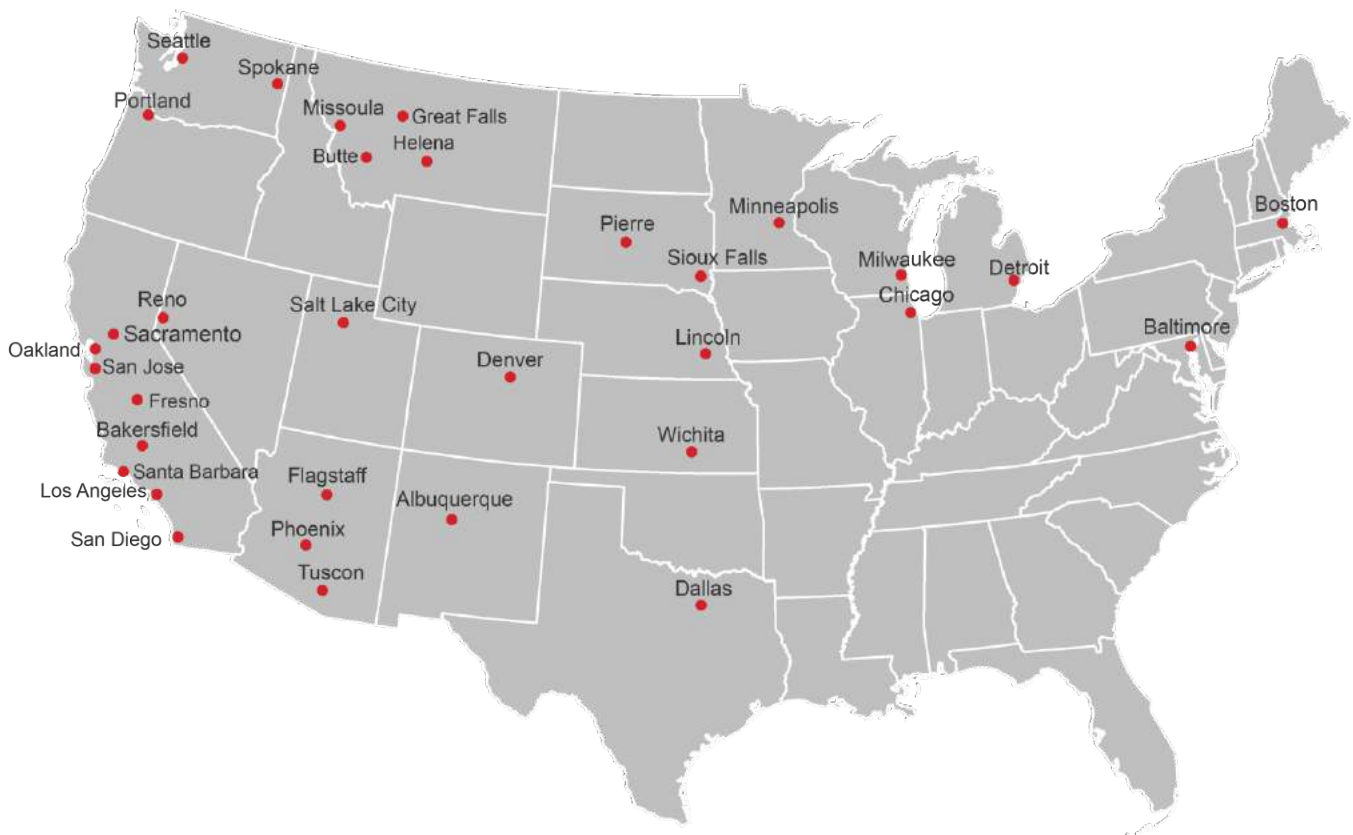 Seattle
Spokane
Portland
Missoula
Great Falls
Helena
Butte
Boston
Minneapolis
Pierre
Sioux Falls
Milwaukee
Detroit
Chicago
Reno
Salt Lake City
Sacramento
Baltimore
Oakland
Lincoln
San Jose
Denver
Fresno
Bakersfield
Wichita
Santa Barbara
Flagstaff
Los Angeles
Albuquerque
Phoenix
San Diego
Tuscon
Dallas